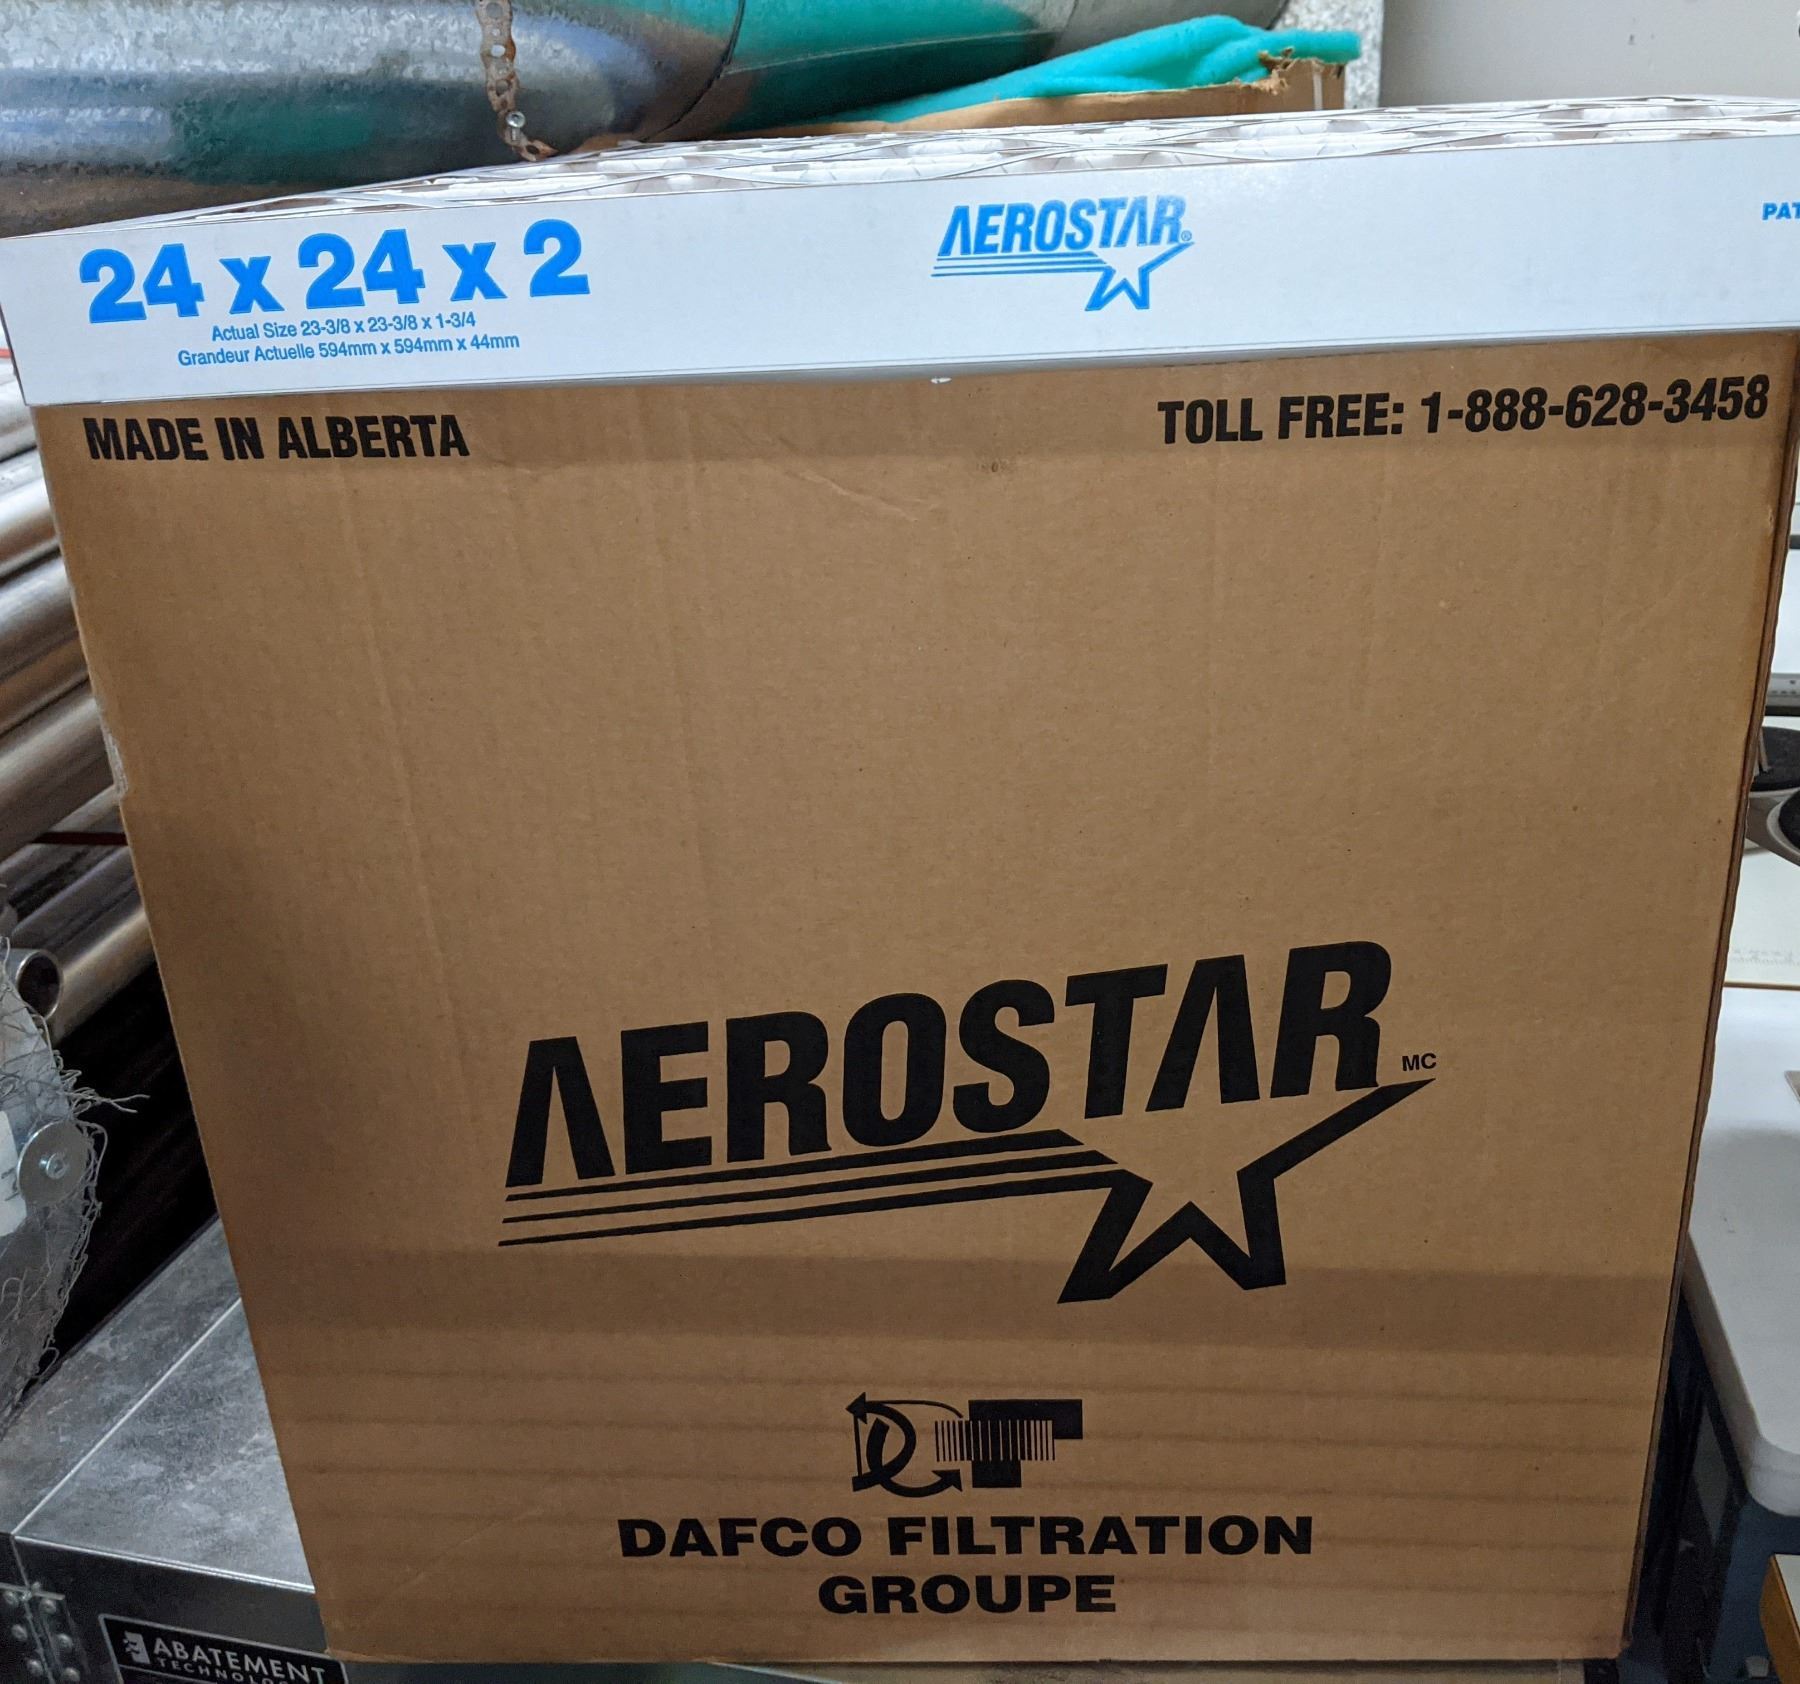 24 x 24 x 2
Actual Size 23-3/8 x 23-3/8 x 1-3/4
Grandeur Actuelle 594mm x 594mm x 44mm
AEROSTAR®
PAT
MADE IN ALBERTA
TOLL FREE: 1-888-628-3458
AEROSTAR MC
DAFCO FILTRATION
GROUPE
ABATEMENT